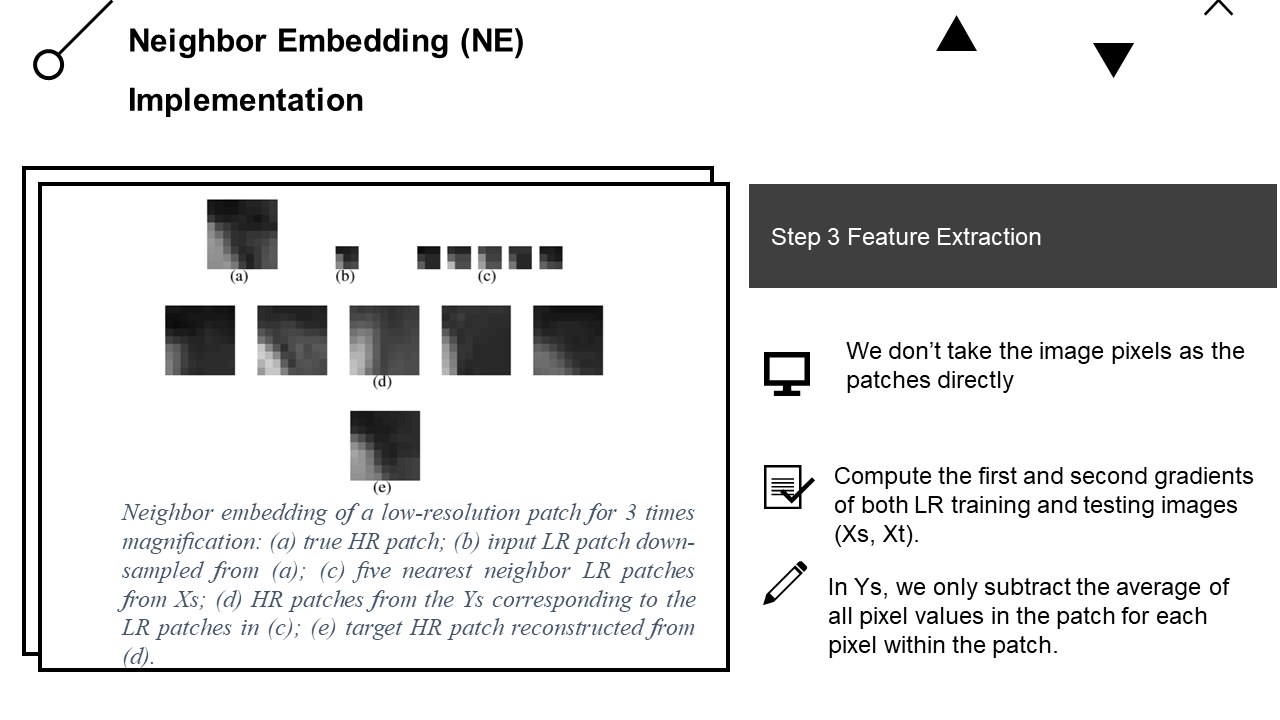 Neighbor Embedding (NE)
Implementation
(a)
(b)
(c)
(d)
(e)
Neighbor embedding of a low-resolution patch for 3 times
magnification: (a) true HR patch; (b) input LR patch down-
sampled from (a); (c) five nearest neighbor LR patches
from Xs; (d) HR patches from the Ys corresponding to the
LR patches in (c); (e) target HR patch reconstructed from
(d).
Step 3 Feature Extraction
We don’t take the image pixels as the
patches directly
Compute the first and second gradients
of both LR training and testing images
(Xs, Xt).
In Ys, we only subtract the average of
all pixel values in the patch for each
pixel within the patch.